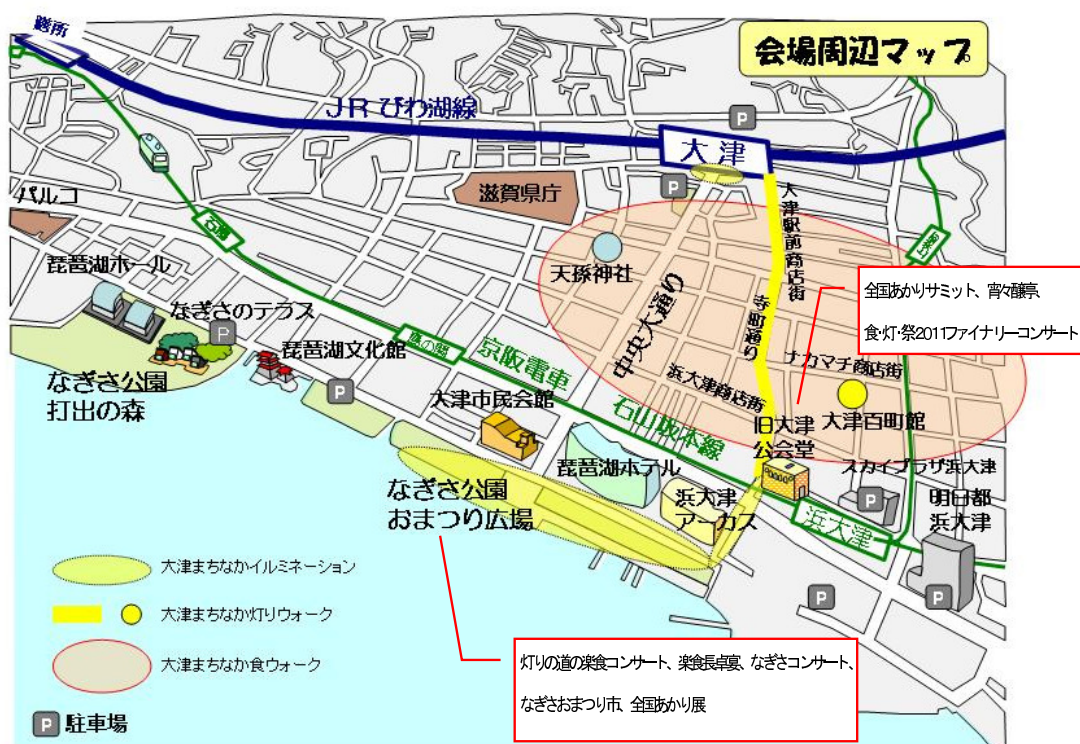 会場周辺マップ
膳所
JR びわ湖線
大津
滋賀県庁
パルコ
石場
琵琶湖ホール
なぎさのテラス
天孫神社
中央大通り
大津駅前商店街
寺町通り
全国あかりサミット、宵々醸京、
食・灯・祭2011ファイナリーコンサート
ナカマチ商店街
大津百町館
浜大津商店街
琵琶湖文化館
京阪電車
石山坂本線
なぎさ公園
打出の森
大津市民会館
琵琶湖ホテル
旧大津
公会堂
スカイプラザ浜大津
明日都
浜大津
浜大津
アーカス
浜大津
なぎさ公園
おまつり広場
大津まちなかイルミネーション
大津まちなか灯りウォーク
大津まちなか食ウォーク
灯りの道の楽食コンサート、楽食長卓宴、なぎさコンサート、
なぎさおまつり市、全国あかり展
P 駐車場
P
P
P
P
P
P
P